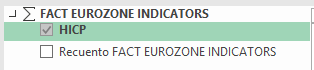 ∑ FACT EUROZONE INDICATORS
HICP
Recuento FACT EUROZONE INDICATORS